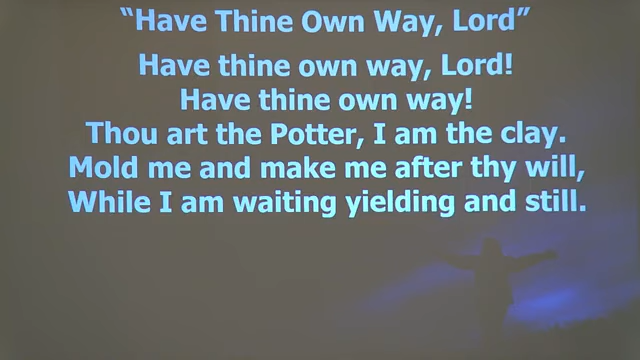 “Have Thine Own Way, Lord”
Have thine own way, Lord!
Have thine own way!
Thou art the Potter, I am the clay.
Mold me and make me after thy will,
While I am waiting yielding and still.